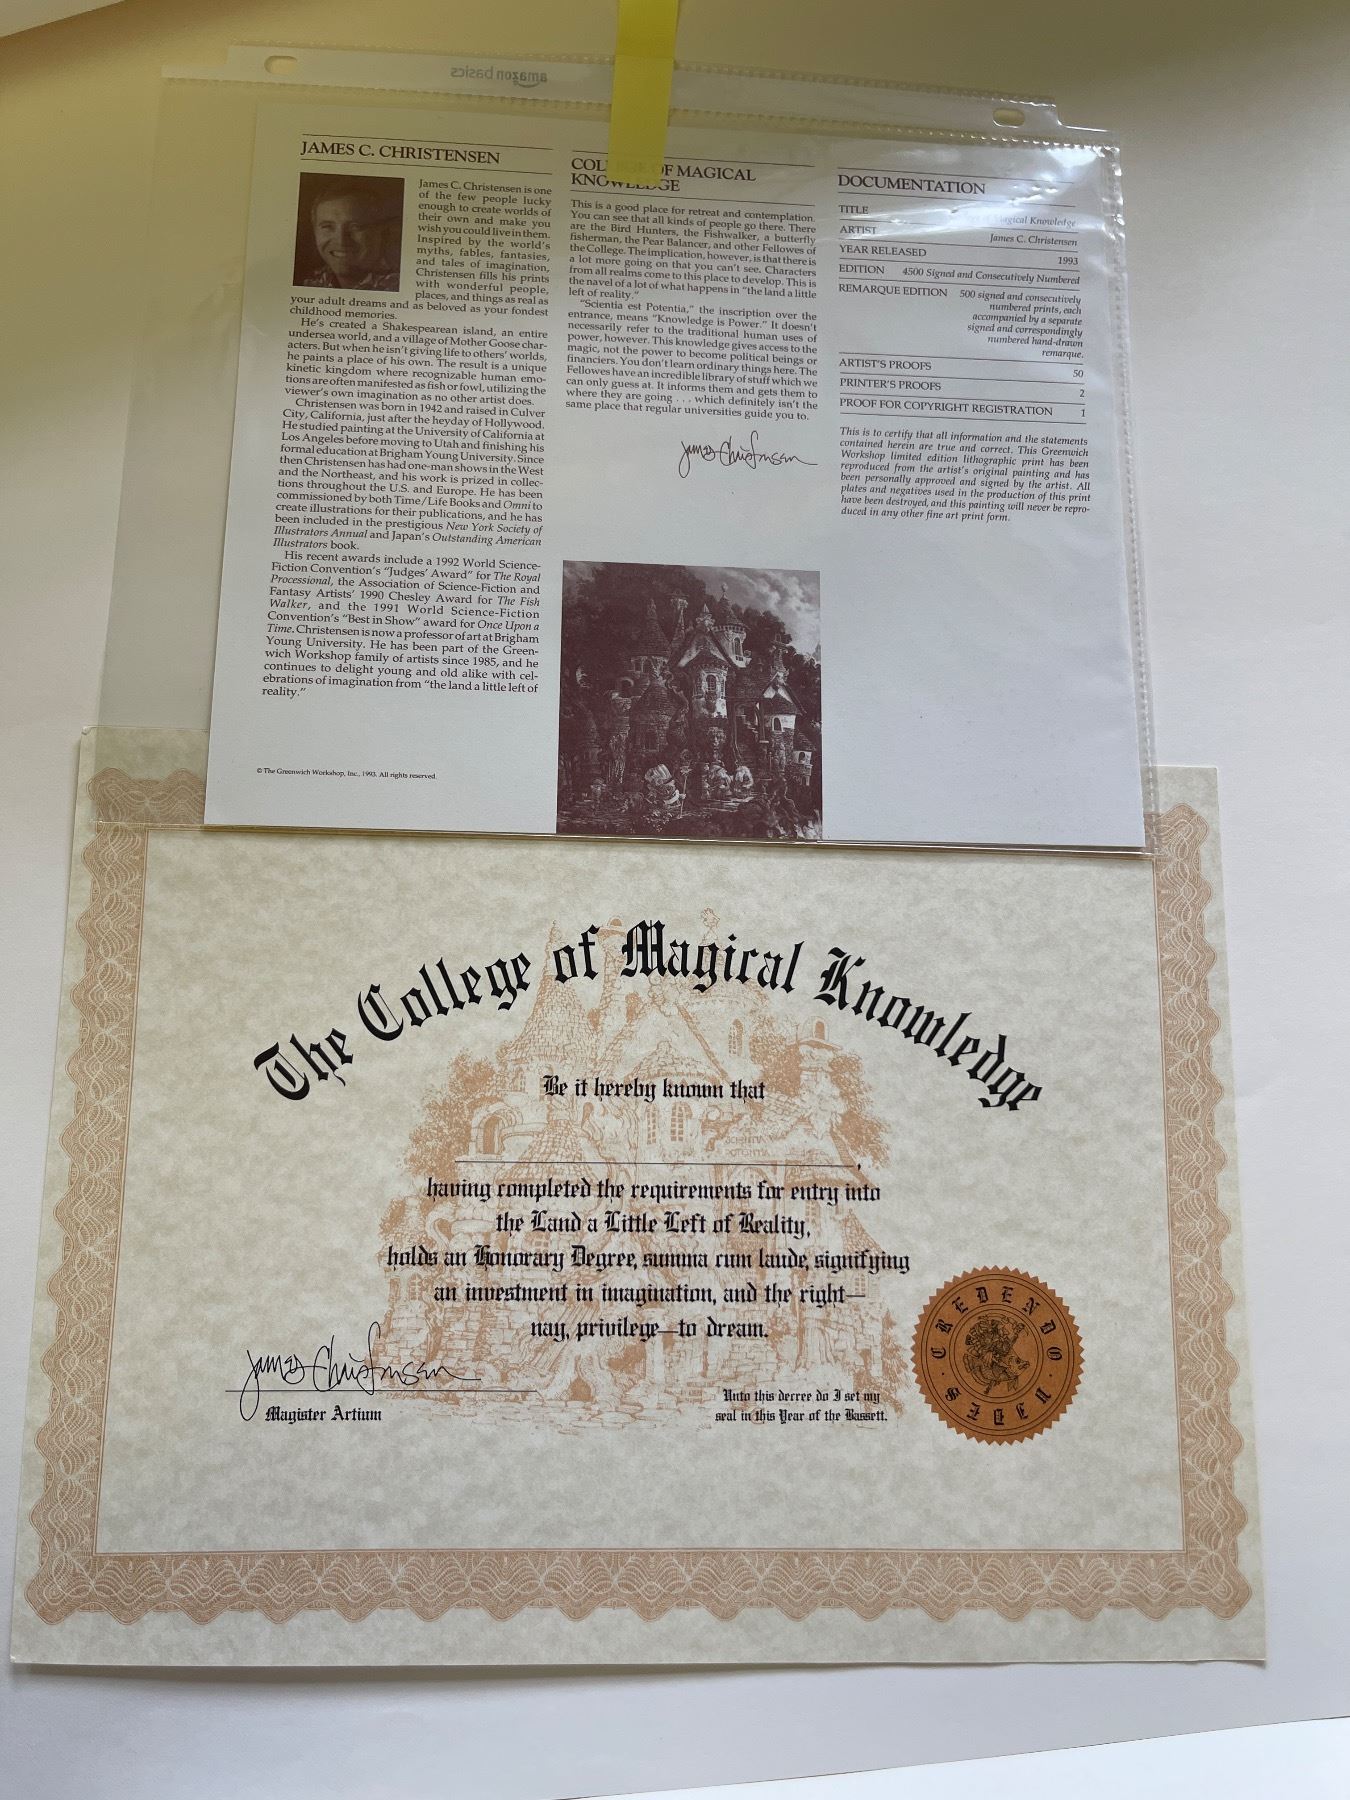 amazon basics
JAMES C. CHRISTENSEN
James C. Christensen is one
of the few people lucky
enough to create worlds of
their own and make you
wish you could live in them.
Inspired by the world's
myths, fables, fantasies,
and tales of imagination,
Christensen fills his prints
with wonderful people,
places, and things as real as
your adult dreams and as beloved as your fondest
childhood memories.
He's created a Shakespearean island, an entire
undersea world, and a village of Mother Goose char-
acters. But when he isn't giving life to others' worlds,
he paints a place of his own. The result is a unique
kinetic kingdom where recognizable human emo-
tions are often manifested as fish or fowl, utilizing the
viewer's own imagination as no other artist does.
Christensen was born in 1942 and raised in Culver
City, California, just after the heyday of Hollywood.
He studied painting at the University of California at
Los Angeles before moving to Utah and finishing his
formal education at Brigham Young University. Since
then Christensen has had one-man shows in the West
and the Northeast, and his work is prized in collec-
tions throughout the U.S. and Europe. He has been
commissioned by both Time/Life Books and Omni to
create illustrations for their publications, and he has
been included in the prestigious New York Society of
Illustrators Annual and Japan's Outstanding American
Illustrators book.
His recent awards include a 1992 World Science-
Fiction Convention's "Judges' Award" for The Royal
Processional, the Association of Science-Fiction and
Fantasy Artists' 1990 Chesley Award for The Fish
Walker, and the 1991 World Science-Fiction
Convention's "Best in Show" award for Once Upon a
Time. Christensen is now a professor of art at Brigham
Young University. He has been part of the Green-
wich Workshop family of artists since 1985, and he
continues to delight young and old alike with cel-
ebrations of imagination from "the land a little left of
reality."
© The Greenwich Workshop, Inc., 1993. All rights reserved.
COLLEGE OF MAGICAL
KNOWLEDGE
This is a good place for retreat and contemplation.
You can see that all kinds of people go there. There
are the Bird Hunters, the Fishwalker, a butterfly
fisherman, the Pear Balancer, and other Fellowes of
the College. The implication, however, is that there is
a lot more going on that you can't see. Characters
from all realms come to this place to develop. This is
the navel of a lot of what happens in "the land a little
left of reality."
"Scientia est Potentia," the inscription over the
entrance, means "Knowledge is Power." It doesn't
necessarily refer to the traditional human uses of
power, however. This knowledge gives access to the
magic, not the power to become political beings or
financiers. You don't learn ordinary things here. The
Fellowes have an incredible library of stuff which we
can only guess at. It informs them and gets them to
where they are going . . . which definitely isn't the
same place that regular universities guide you to.
James Christensen
DOCUMENTATION
TITLE of Magical Knowledge
ARTIST James C. Christensen
YEAR RELEASED 1993
EDITION 4500 Signed and Consecutively Numbered
REMARQUE EDITION 500 signed and consecutively
numbered prints, each
accompanied by a separate
signed and correspondingly
numbered hand-drawn
remarque.
ARTIST'S PROOFS 50
PRINTER'S PROOFS 2
PROOF FOR COPYRIGHT REGISTRATION 1
This is to certify that all information and the statements
contained herein are true and correct. This Greenwich
Workshop limited edition lithographic print has been
reproduced from the artist's original painting and has
been personally approved and signed by the artist. All
plates and negatives used in the production of this print
have been destroyed, and this painting will never be repro-
duced in any other fine art print form.
The College of Magical Knowledge
Be it hereby known that
SCIENTIA
POTENTIA
having completed the requirements for entry into
the Land a Little Left of Reality,
holds an Honorary Degree, summa cum laude, signifying
an investment in imagination, and the right—
nay, privilege—to dream.
James Christensen
Magister Artium
Unto this decree do I set my
seal in this Year of the Bassett.
CREDENDO VIDES